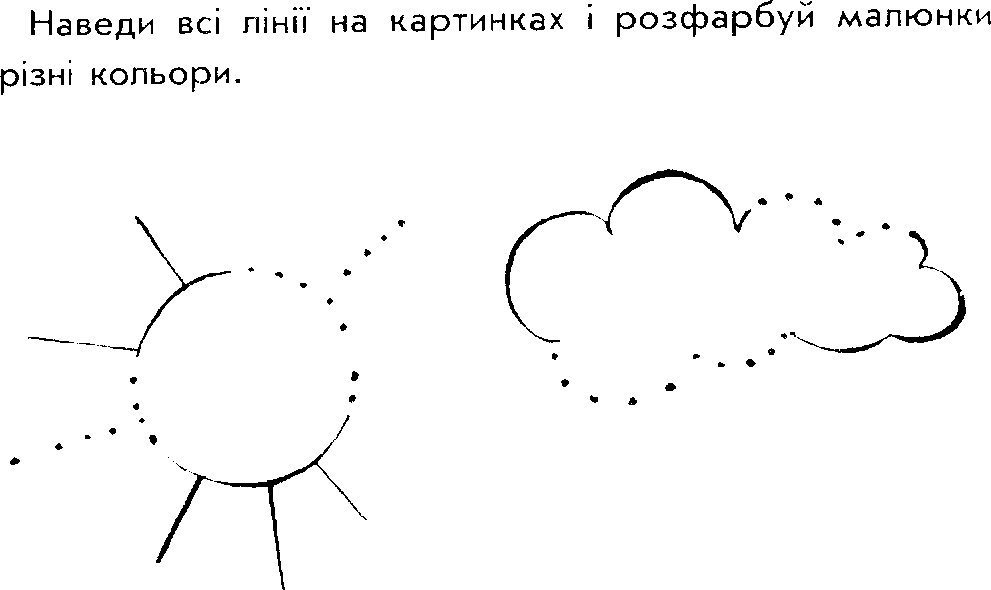 Наведи всі лінії на картинках і розфарбуй малюнки
різні кольори.